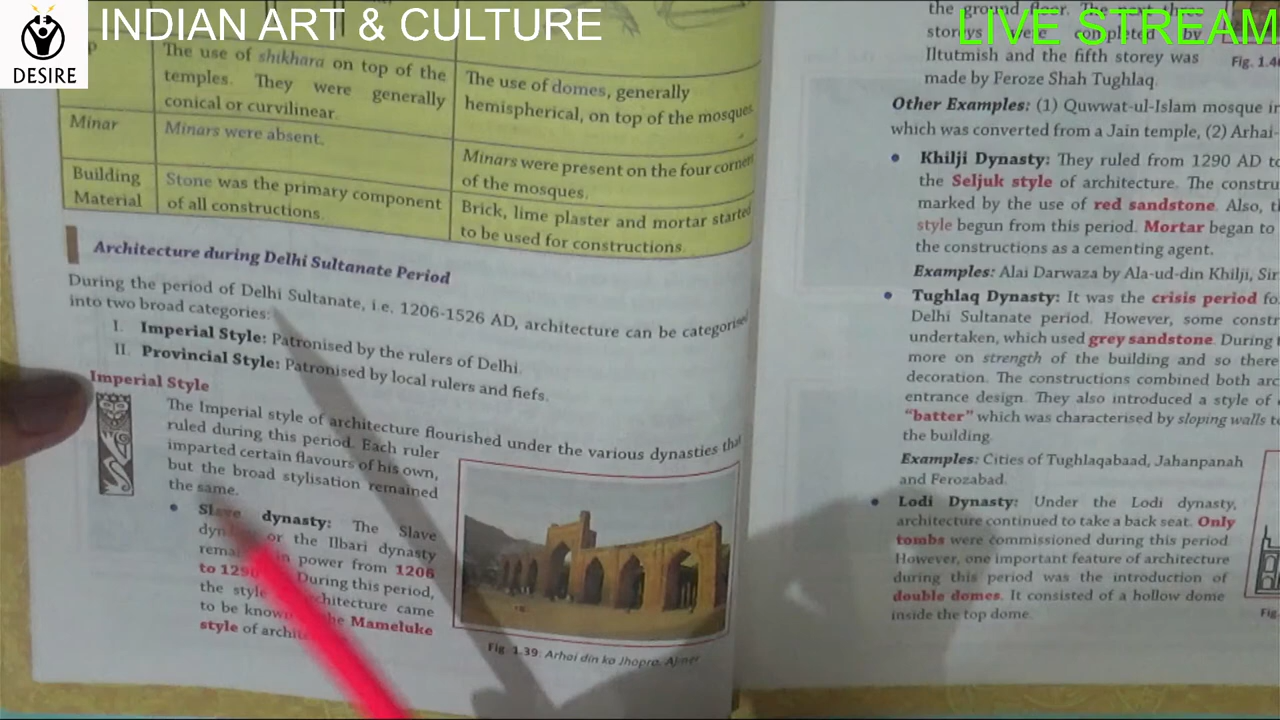 INDIAN ART & CULTURE
LIVE STREAM
DESIRE
The use of shikhara on top of the
temples. They were generally
conical or curvilinear.
The use of domes, generally
hemispherical, on top of the mosques.
Minar
Minars were absent.
Minars were present on the four corners
of the mosques.
Building
Material
Stone was the primary component
of all constructions.
Brick, lime plaster and mortar started
to be used for constructions.
Architecture during Delhi Sultanate Period
During the period of Delhi Sultanate, i.e. 1206-1526 AD, architecture can be categorised
into two broad categories:
I. Imperial Style: Patronised by the rulers of Delhi.
II. Provincial Style: Patronised by local rulers and fiefs.
Imperial Style
The Imperial style of architecture flourished under the various dynasties that
ruled during this period. Each ruler
imparted certain flavours of his own,
but the broad stylisation remained
the same.
• Slave dynasty: The Slave
or the Ilbari dynasty
in power from 1206
to During this period,
the style architecture came
to be known the Mameluke
style of
Fig. 1.39: Arhai din ka Jhopra, Ajmer
the ground floor. The next three
storeys were completed by
Iltutmish and the fifth storey was
made by Feroze Shah Tughlaq.
Fig. 1.40
Other Examples: (1) Quwwat-ul-Islam mosque in
which was converted from a Jain temple, (2) Arhai-
• Khilji Dynasty: They ruled from 1290 AD to
the Seljuk style of architecture. The constru
marked by the use of red sandstone. Also, th
style begun from this period. Mortar began to
the constructions as a cementing agent.
Examples: Alai Darwaza by Ala-ud-din Khilji, Sir
• Tughlaq Dynasty: It was the crisis period fo
Delhi Sultanate period. However, some constr
undertaken, which used grey sandstone. During
more on strength of the building and so there
decoration. The constructions combined both arc
entrance design. They also introduced a style of
"batter" which was characterised by sloping walls t
the building.
Examples: Cities of Tughlaqabaad, Jahanpanah
and Ferozabad.
• Lodi Dynasty: Under the Lodi dynasty,
architecture continued to take a back seat. Only
tombs were commissioned during this period.
However, one important feature of architecture
during this period was the introduction of
double domes. It consisted of a hollow dome
inside the top dome.
Fig